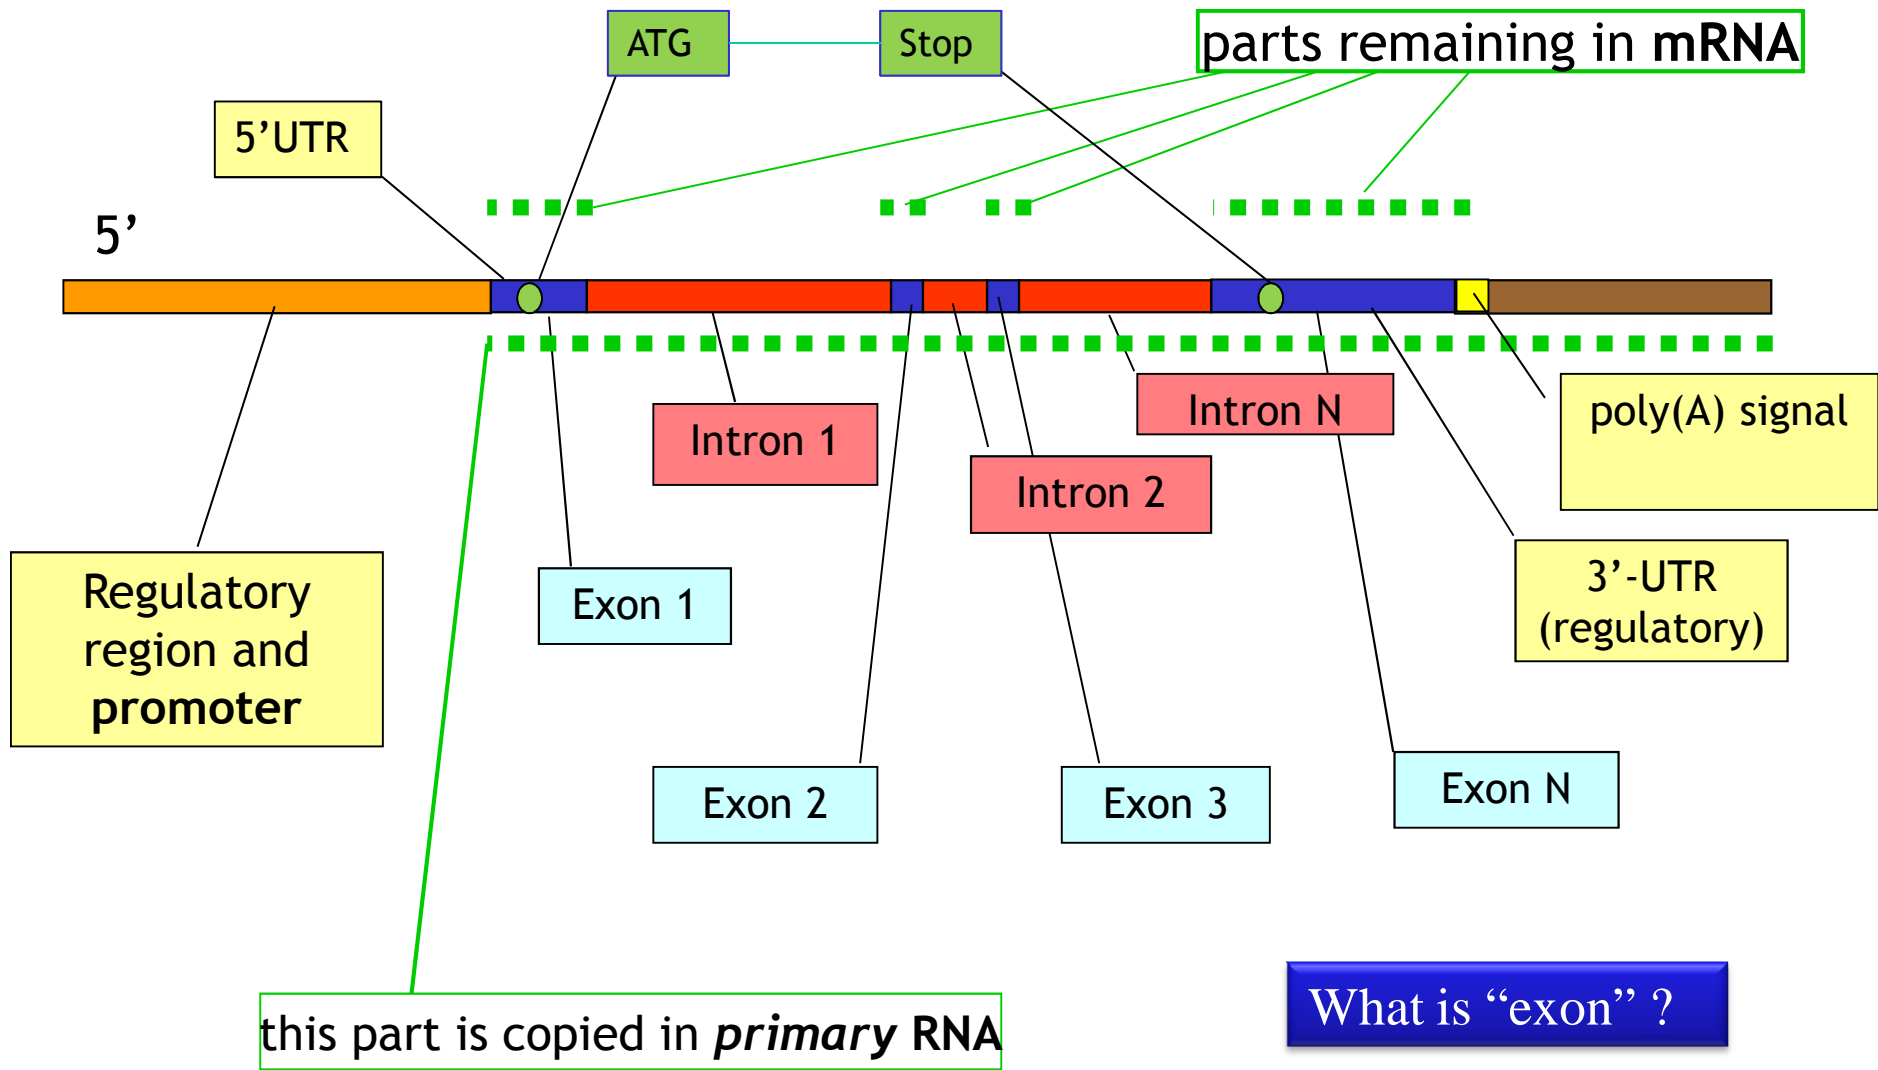 ATG
Stop
parts remaining in mRNA
5’UTR
5’
Intron 1
Intron N
poly(A) signal
Intron 2
Regulatory
region and
promoter
Exon 1
3’-UTR
(regulatory)
Exon 2
Exon 3
Exon N
this part is copied in primary RNA
What is “exon” ?